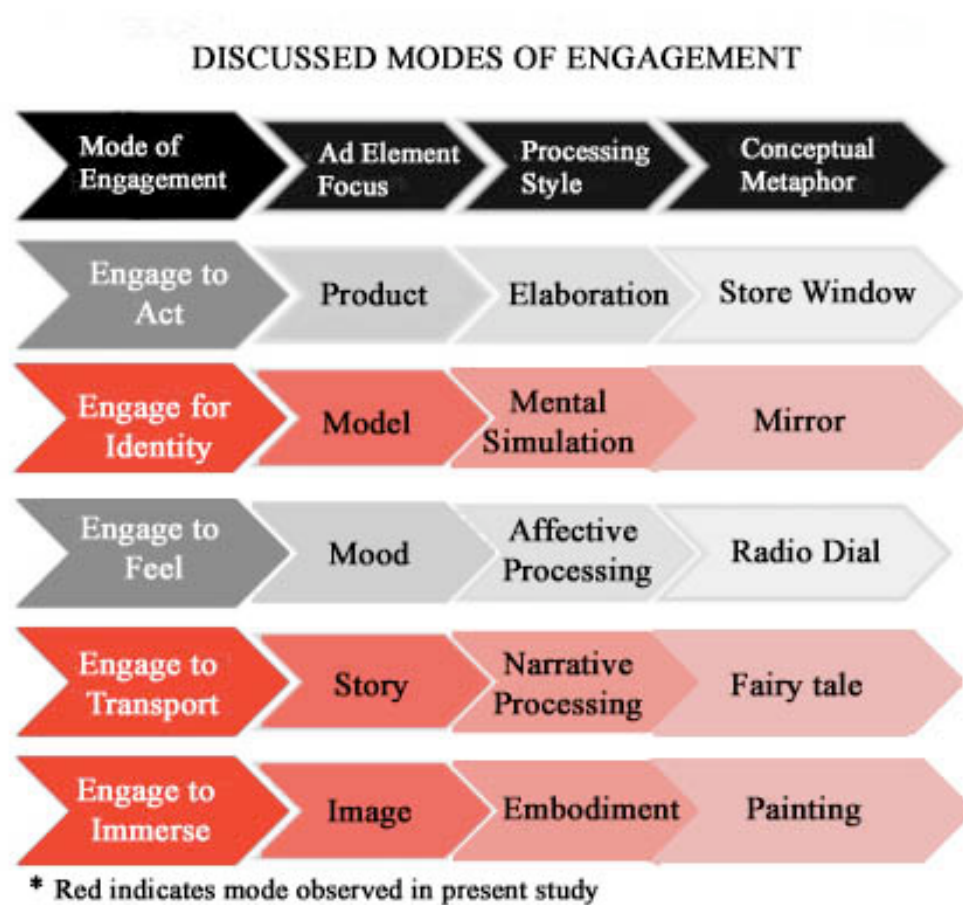 DISCUSSED MODES OF ENGAGEMENT
Mode of
Engagement
Ad Element
Focus
Processing
Style
Conceptual
Metaphor
Engage to
Act
Product
Elaboration
Store Window
Engage for
Identity
Model
Mental
Simulation
Mirror
Engage to
Feel
Mood
Affective
Processing
Radio Dial
Engage to
Transport
Story
Narrative
Processing
Fairy tale
Engage to
Immerse
Image
Embodiment
Painting
* Red indicates mode observed in present study